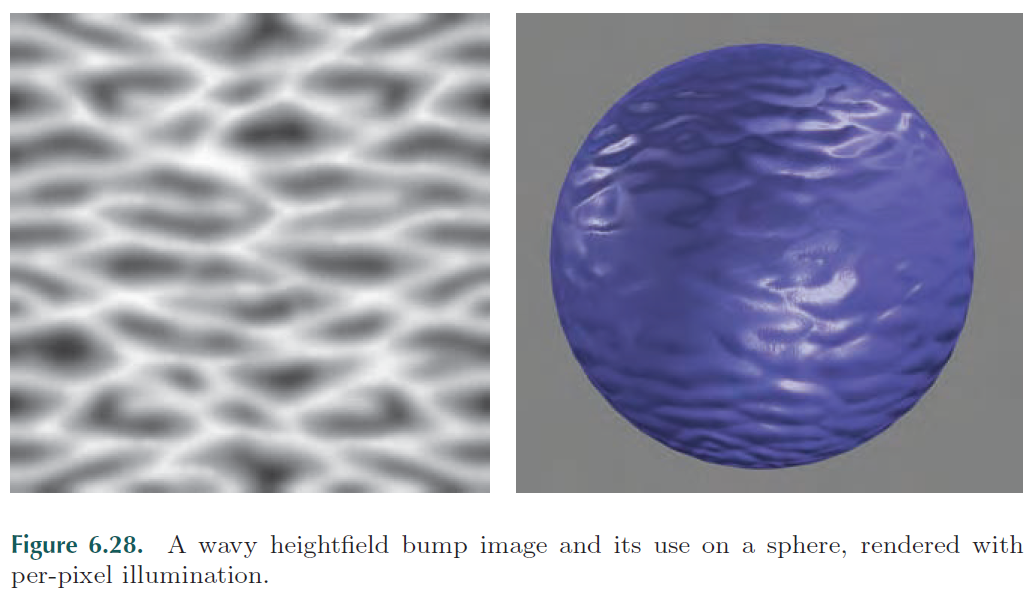 Figure 6.28. A wavy heightfield bump image and its use on a sphere, rendered with
per-pixel illumination.